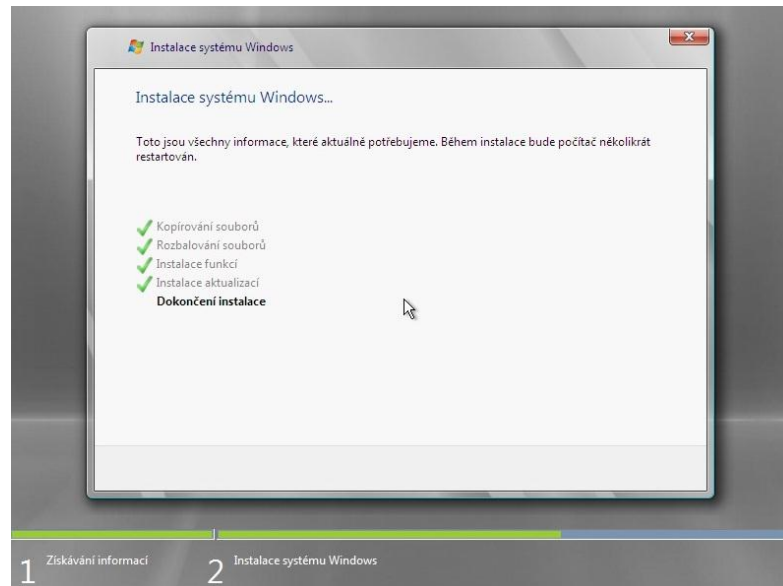 Instalace systému Windows
Instalace systému Windows...
Toto jsou všechny informace, které aktuálně potřebujeme. Během instalace bude počítač několikrát
restartován.
Kopírování souborů
Rozbalování souborů
Instalace funkcí
Instalace aktualizací
Dokončení instalace
1 Získávání informací
2 Instalace systému Windows